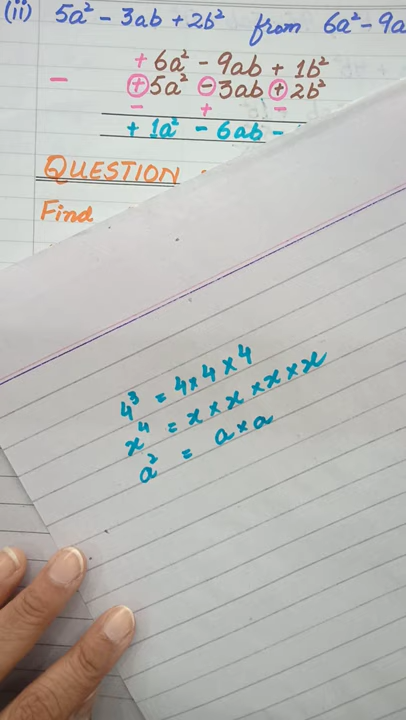 (ii) 5a² - 3ab + 2b² from 6a² - 9a
+ 6a² - 9ab + 1b²
- + 5a² - 3ab + 2b²
- + -
+ 1a² - 6ab -
QUESTION
Find
4³ = 4 × 4 × 4
x⁴ = x × x × x × x
a² = a × a